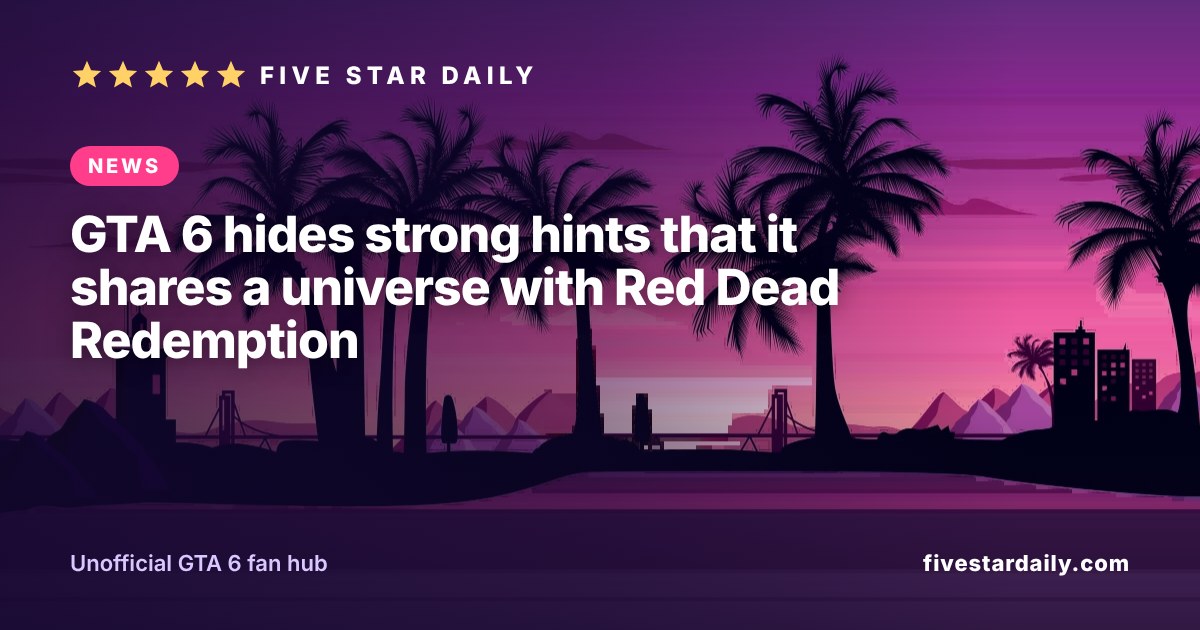 FIVE STAR DAILY
NEWS
GTA 6 hides strong hints that it
shares a universe with Red Dead
Redemption
Unofficial GTA 6 fan hub
fivestardaily.com